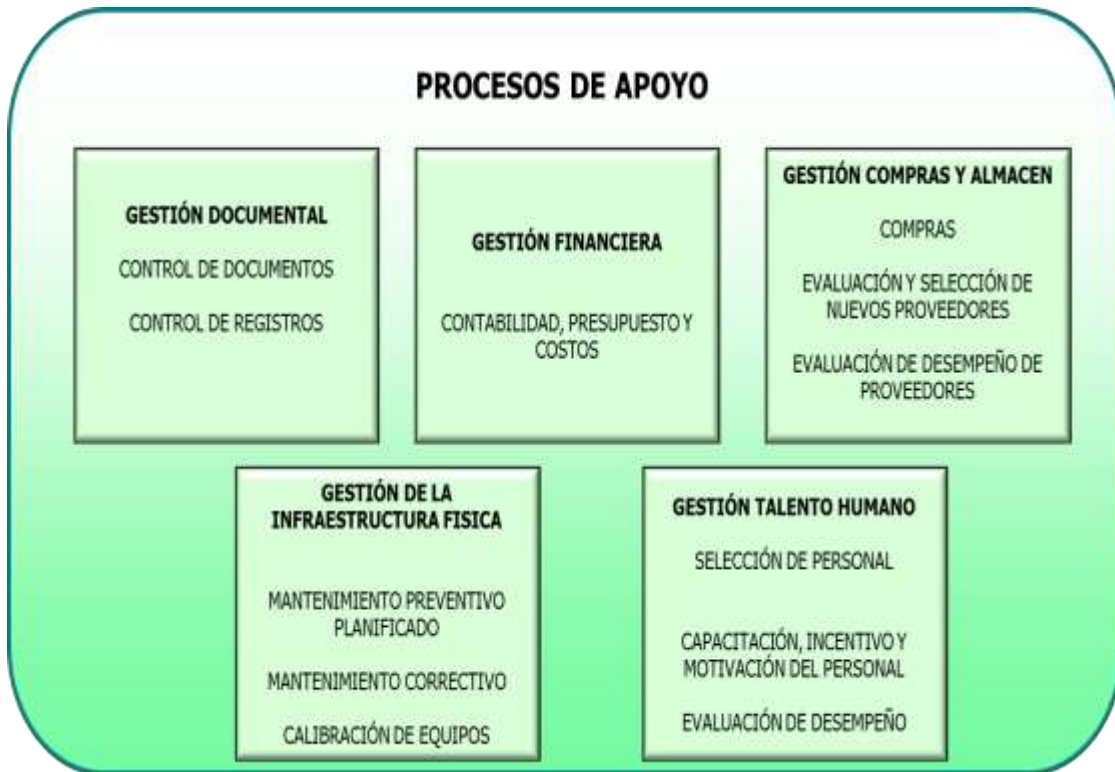 PROCESOS DE APOYO
GESTIÓN DOCUMENTAL
CONTROL DE DOCUMENTOS
CONTROL DE REGISTROS
GESTIÓN FINANCIERA
CONTABILIDAD, PRESUPUESTO Y
COSTOS
GESTIÓN COMPRAS Y ALMACEN
COMPRAS
EVALUACIÓN Y SELECCIÓN DE
NUEVOS PROVEEDORES
EVALUACIÓN DE DESEMPEÑO DE
PROVEEDORES
GESTIÓN DE LA
INFRAESTRUCTURA FISICA
MANTENIMIENTO PREVENTIVO
PLANIFICADO
MANTENIMIENTO CORRECTIVO
CALIBRACIÓN DE EQUIPOS
GESTIÓN TALENTO HUMANO
SELECCIÓN DE PERSONAL
CAPACITACIÓN, INCENTIVO Y
MOTIVACIÓN DEL PERSONAL
EVALUACIÓN DE DESEMPEÑO